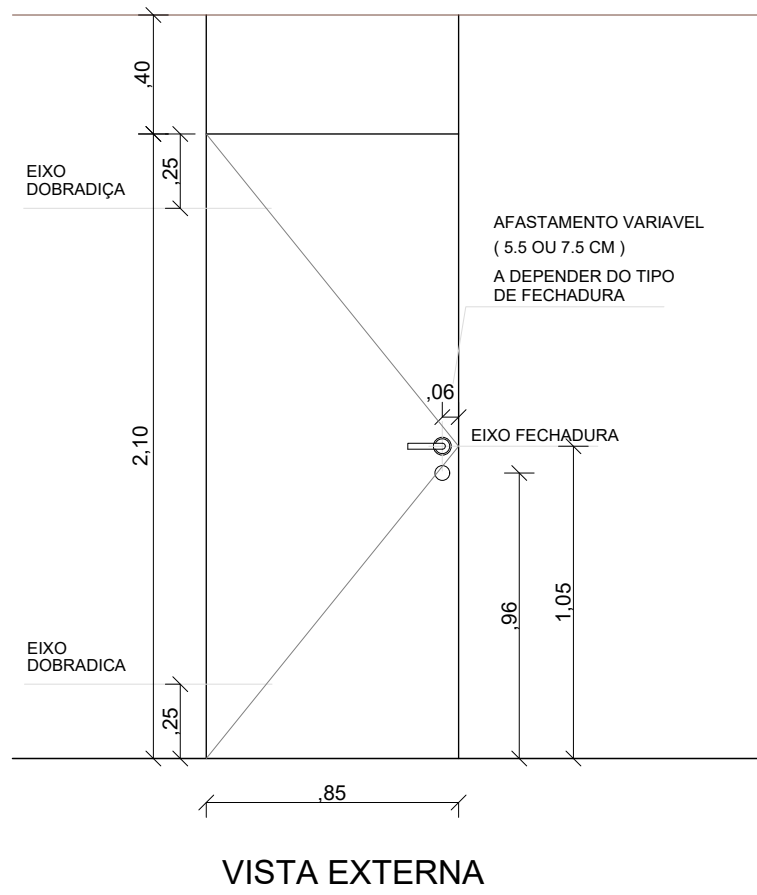 ,40
,25
EIXO
DOBRADIÇA
AFASTAMENTO VARIAVEL
( 5.5 OU 7.5 CM )
A DEPENDER DO TIPO
DE FECHADURA
,06
2,10
EIXO FECHADURA
,96
1,05
EIXO
DOBRADICA
,25
,85
VISTA EXTERNA